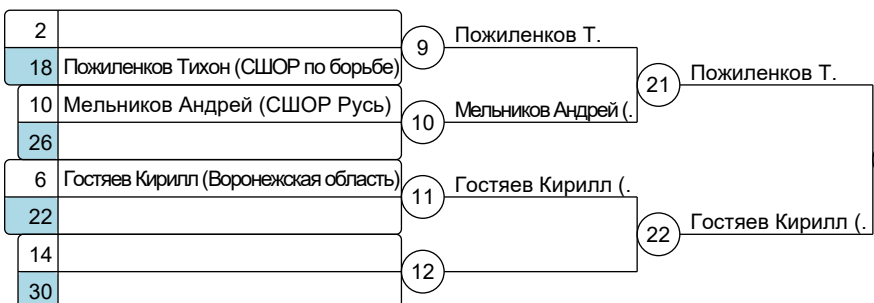 2
9
Пожиленков Т.
18 Пожиленков Тихон (СШОР по борьбе)
21
Пожиленков Т.
10 Мельников Андрей (СШОР Русь)
10
Мельников Андрей (.
26
6 Гостяев Кирилл (Воронежская область)
11
Гостяев Кирилл (.
22
22
Гостяев Кирилл (.
14
12
30